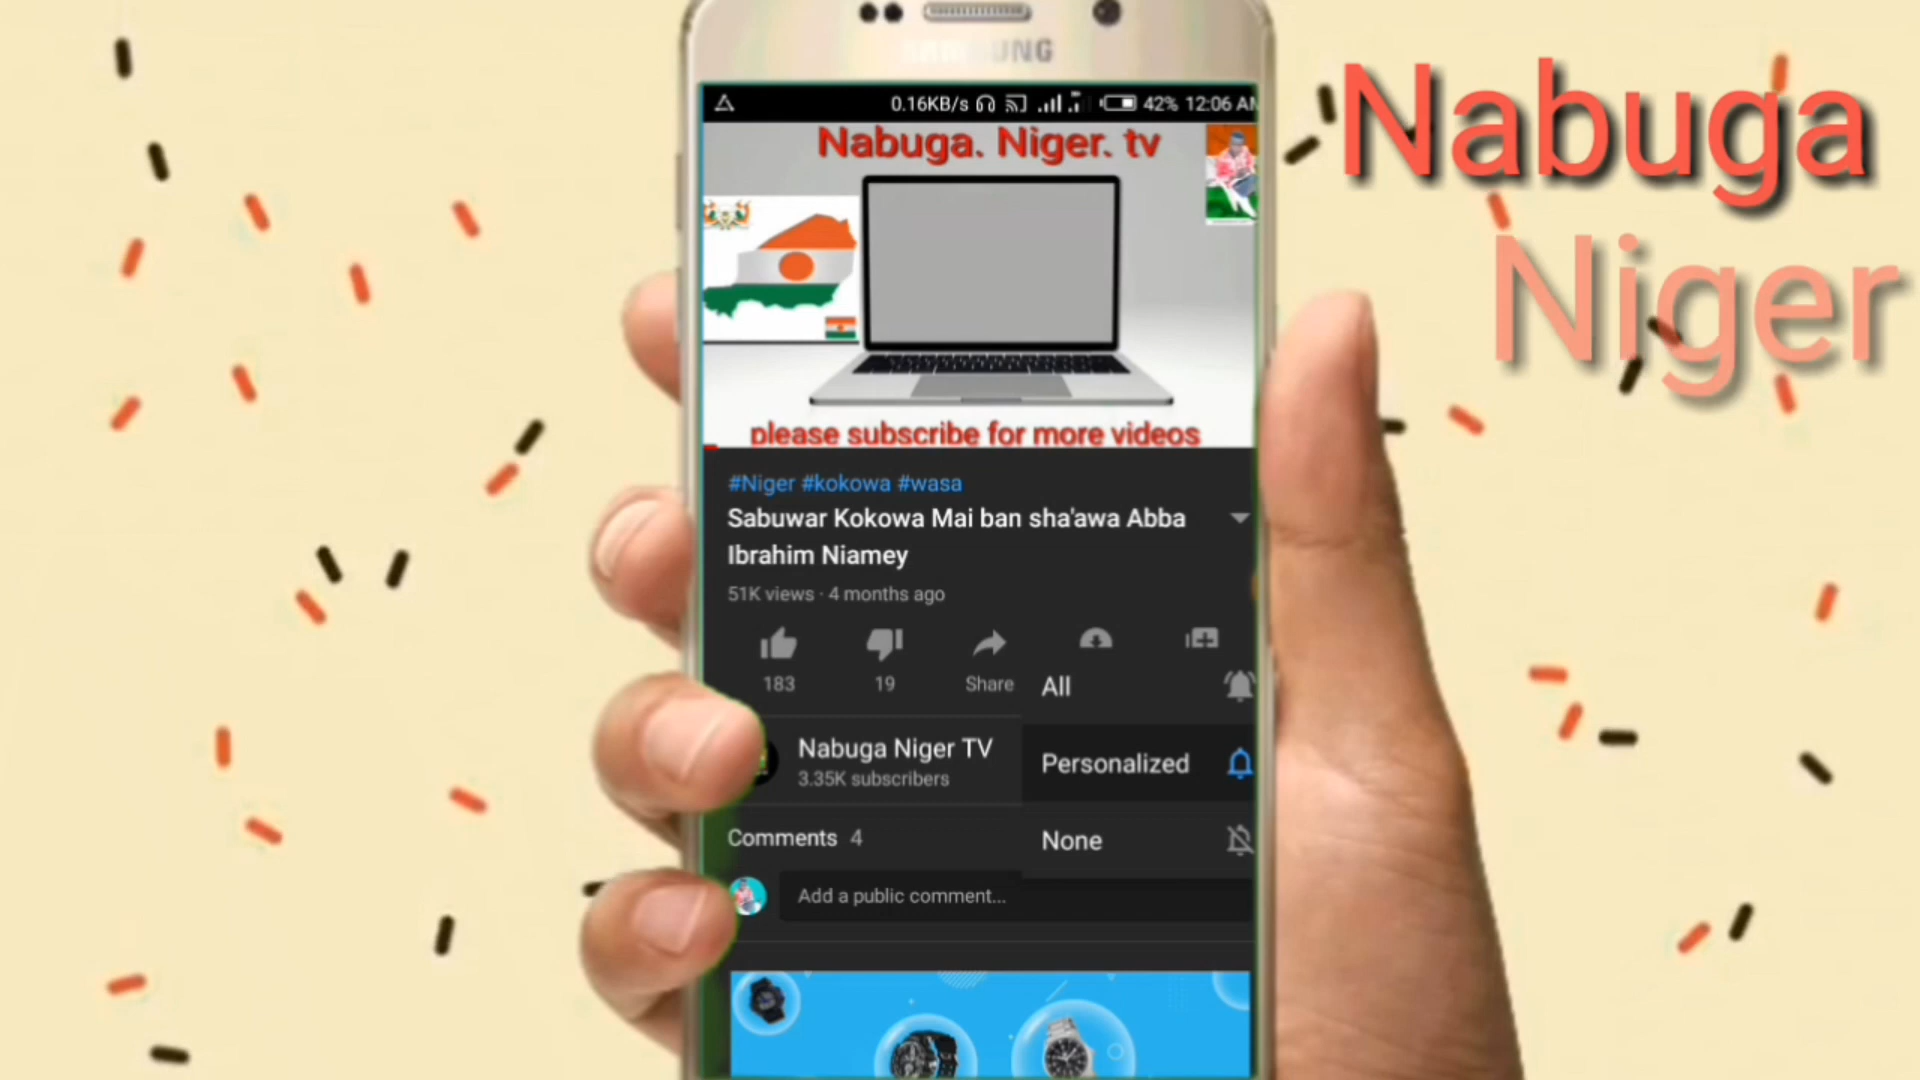 0.16KB/s 42% 12:06 AM
Nabuga. Niger. tv
please subscribe for more videos
#Niger #kokowa #wasa
Sabuwar Kokowa Mai ban sha'awa Abba
Ibrahim Niamey
51K views · 4 months ago
183
19
Share
All
Personalized
None
Nabuga Niger TV
3.35K subscribers
Comments 4
Add a public comment...
Nabuga
Niger